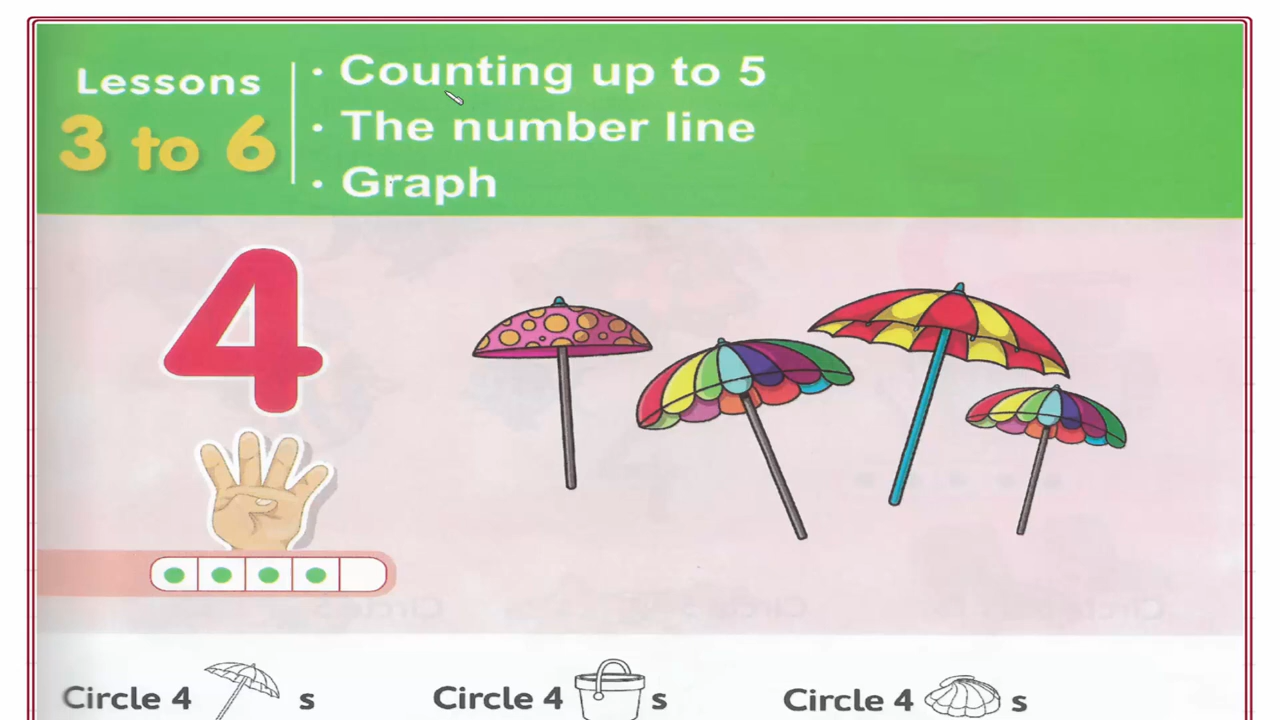 Lessons
3 to 6
· Counting up to 5
· The number line
· Graph
4
Circle 4 s
Circle 4 s
Circle 4 s